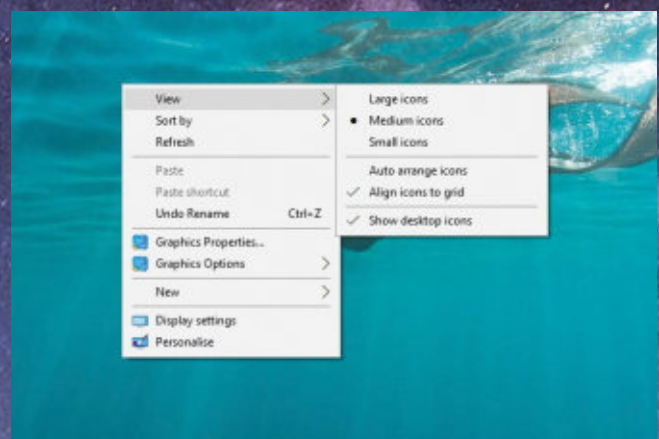 View
Sort by
Refresh
Paste
Paste shortcut
Undo Rename Ctrl+Z
Graphics Properties...
Graphics Options
New
Display settings
Personalise
Large icons
Medium icons
Small icons
Auto arrange icons
Align icons to grid
Show desktop icons